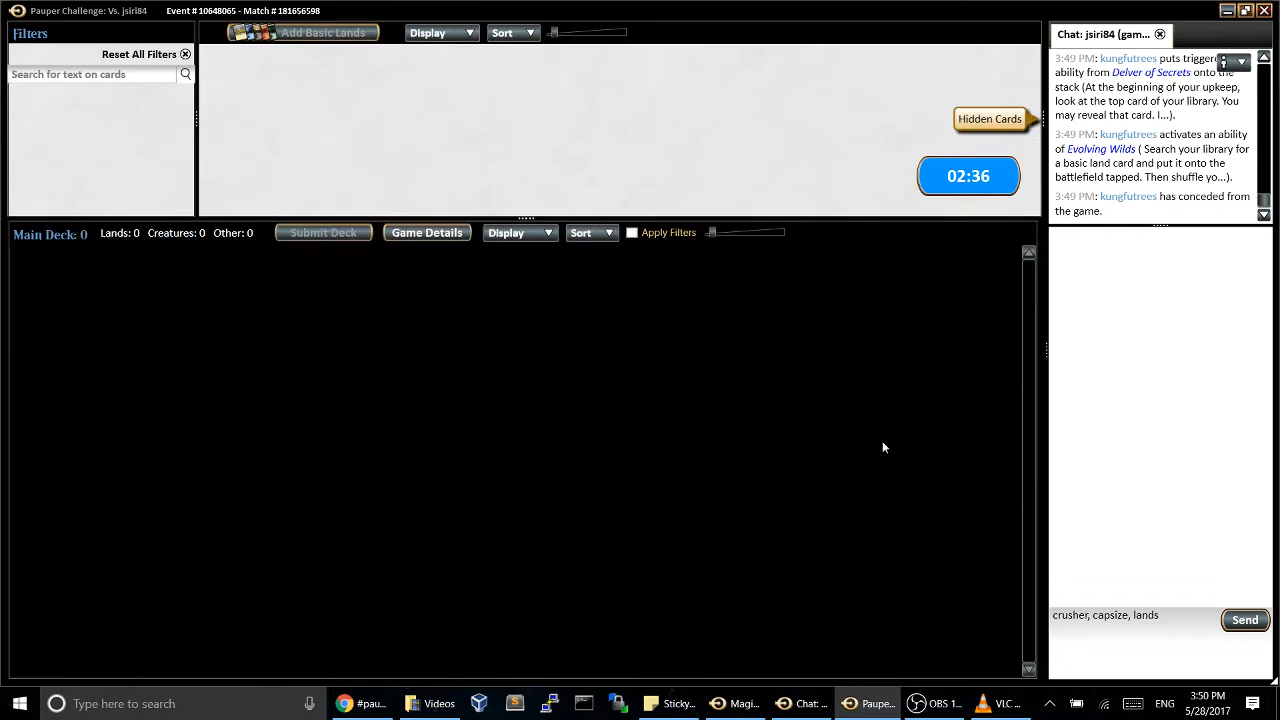 Pauper Challenge: Vs. jsiri84 Event #10648065 - Match #181656598
Filters
Add Basic Lands Display Sort
Reset All Filters
Search for text on cards
Hidden Cards
02:36
Main Deck: 0 Lands: 0 Creatures: 0 Other: 0 Submit Deck Game Details Display Sort Apply Filters
Chat: jsiri84 (gam...
3:49 PM: kungfutrees puts triggere
ability from Delver of Secrets onto the
stack (At the beginning of your upkeep,
look at the top card of your library. You
may reveal that card. I...).
3:49 PM: kungfutrees activates an ability
of Evolving Wilds ( Search your library for
a basic land card and put it onto the
battlefield tapped. Then shuffle yo...).
3:49 PM: kungfutrees has conceded from
the game.
crusher, capsize, lands
Send
Type here to search #pau... Videos Sticky... Magi... Chat: ... Paupe... OBS 1... VLC ... ENG
3:50 PM
5/28/2017